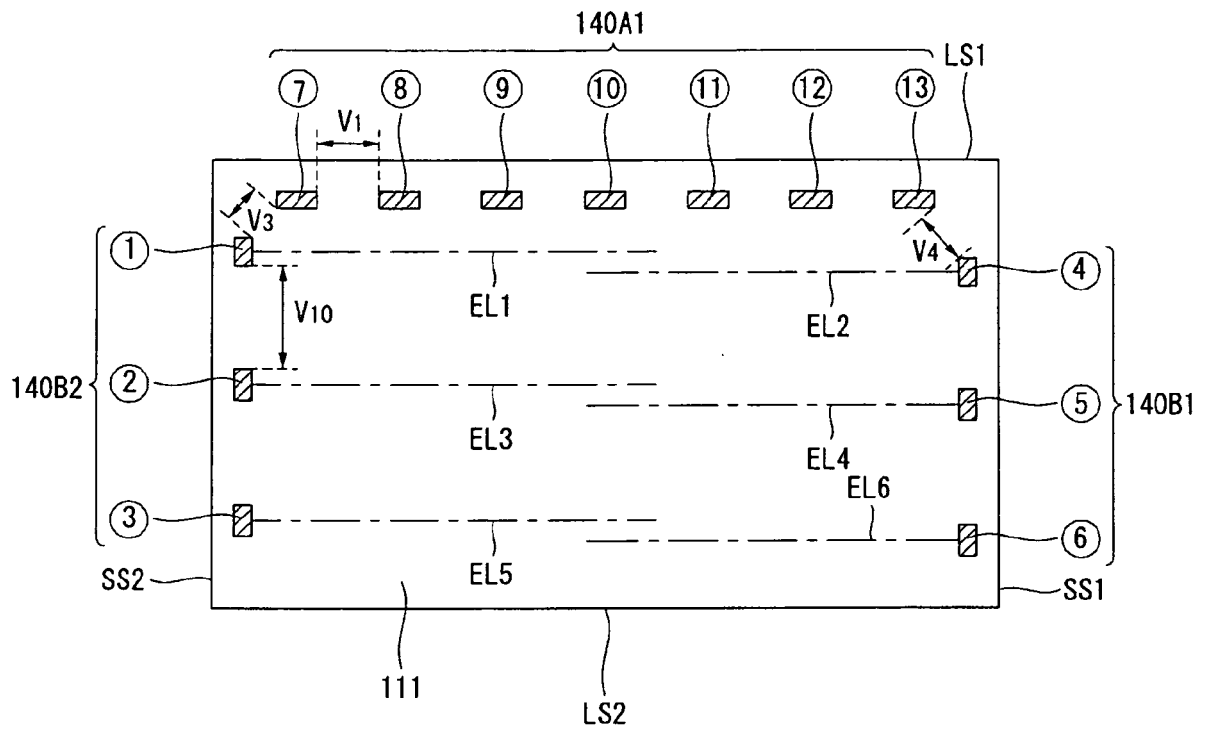 140A1
LS1
⑦ ⑧ ⑨ ⑩ ⑪ ⑫ ⑬
V1
V3
V4
① ④
EL1
EL2
V10
140B2 ② ⑤ 140B1
EL3
EL4
EL6
③ ⑥
EL5
SS2
SS1
111
LS2